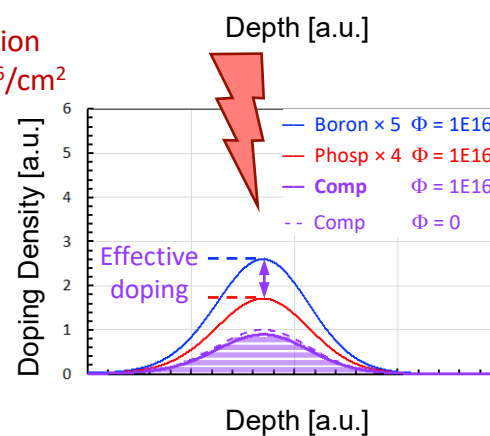 Depth [a.u.]
/cm²
6
5
4
3
2
1
0
Doping Density [a.u.]
Boron × 5 Φ = 1E16
Phosp × 4 Φ = 1E16
Comp Φ = 1E16
Comp Φ = 0
Effective
doping
Depth [a.u.]